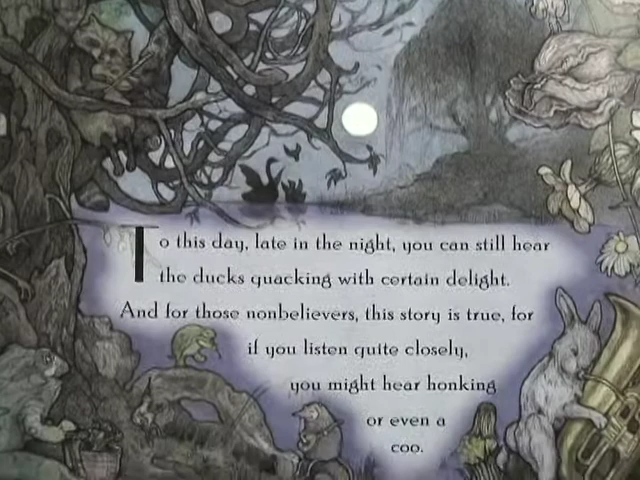 To this day, late in the night, you can still hear
the ducks quacking with certain delight.
And for those nonbelievers, this story is true, for
if you listen quite closely,
you might hear honking
or even a
coo.